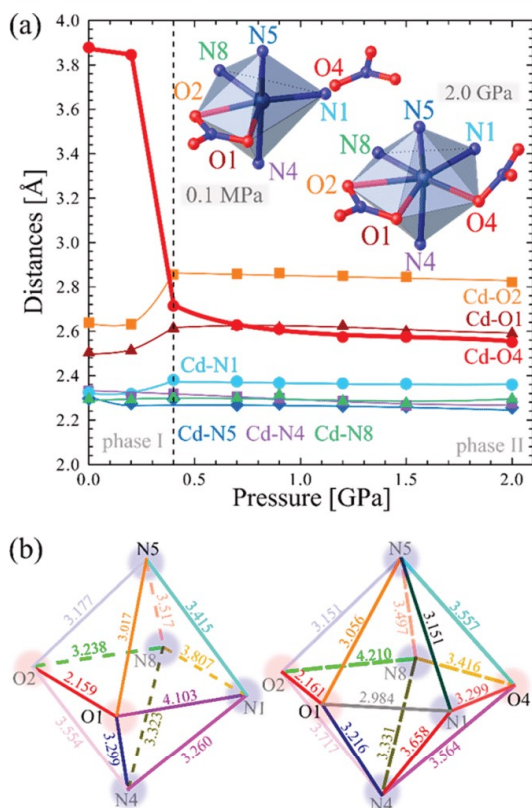 (a)
4.0
3.8
3.6
3.4
3.2
3.0
2.8
2.6
2.4
2.2
2.0
Distances [Å]
N5
N8
O4
O2
N1
O1
N4
0.1 MPa
2.0 GPa
N5
N8
N1
O2
O1
O4
N4
Cd-O2
Cd-O1
Cd-O4
Cd-N1
Cd-N5 Cd-N4 Cd-N8
phase I
phase II
0.0 0.5 1.0 1.5 2.0
Pressure [GPa]
(b)
N5
3.177
3.017
3.517
3.415
3.238
N8
3.807
O2
2.159
O1
4.103
N1
3.554
3.299
3.323
3.260
N4
N5
3.151
3.056
3.497
3.151
3.557
4.210
N8
3.416
O2
2.161
O1
2.984
N1
3.299
O4
3.717
3.216
3.331
3.658
3.564
N4